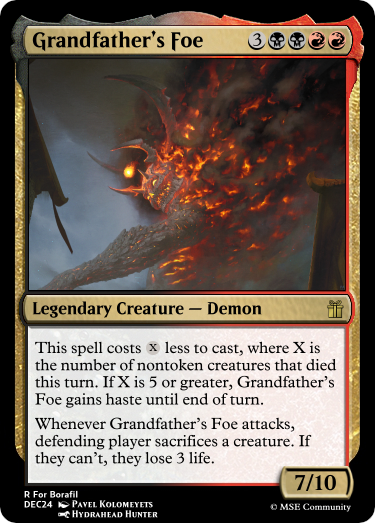 Grandfather's Foe 3
Legendary Creature — Demon
This spell costs X less to cast, where X is
the number of nontoken creatures that died
this turn. If X is 5 or greater, Grandfather's
Foe gains haste until end of turn.
Whenever Grandfather's Foe attacks,
defending player sacrifices a creature. If
they can't, they lose 3 life.
7/10
R For Borafil
DEC24 Pavel Kolomeyets
Hydrahead Hunter
© MSE Community